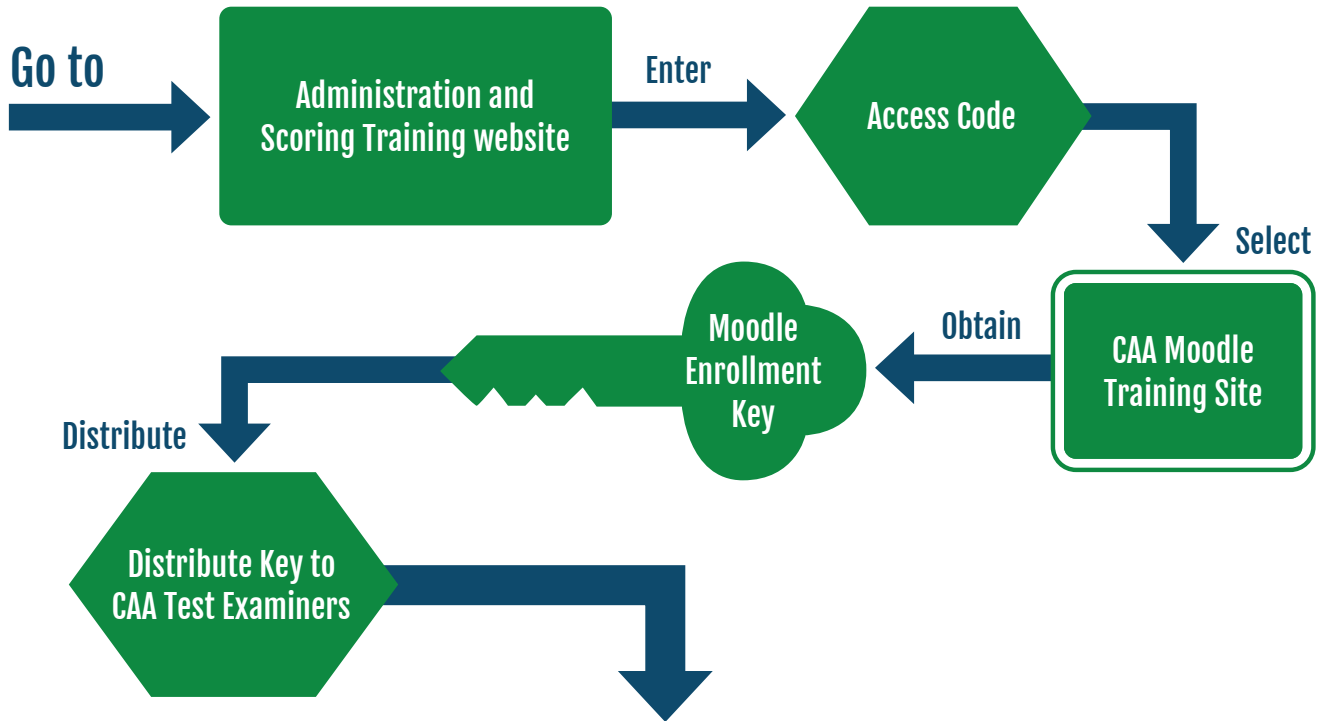 Go to
Administration and
Scoring Training website
Enter
Access Code
Select
CAA Moodle
Training Site
Obtain
Moodle
Enrollment
Key
Distribute
Distribute Key to
CAA Test Examiners